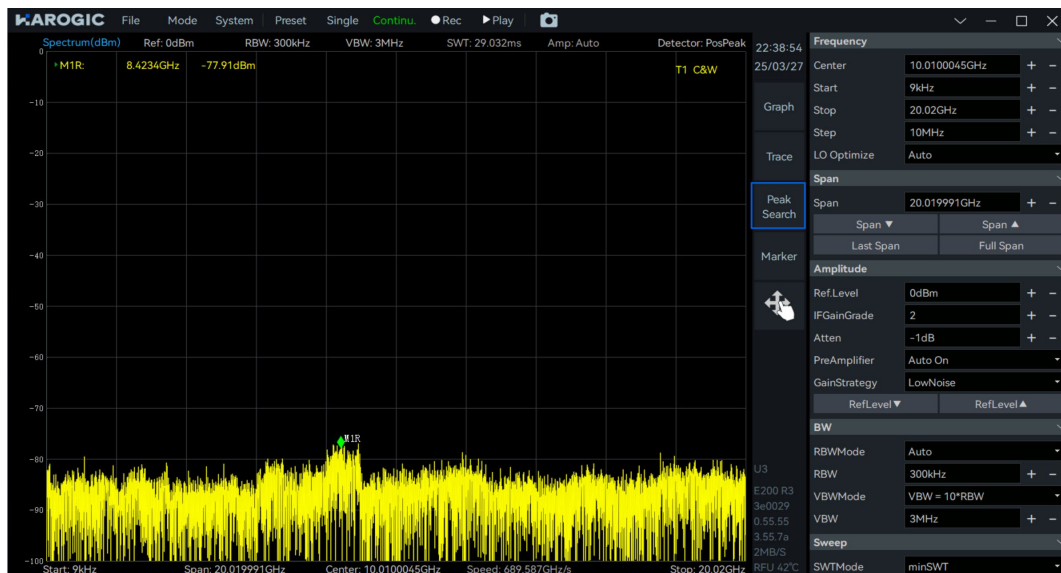 HAROGIC File Mode System Preset Single Continu. Rec Play
Spectrum(dBm) Ref: 0dBm RBW: 300kHz VBW: 3MHz SWT: 29.032ms Amp: Auto Detector: PosPeak
M1R: 8.4234GHz -77.91dBm
T1 C&W
0
-10
-20
-30
-40
-50
-60
-70
-80
-90
-100
M1R
Start: 9kHz Span: 20.019991GHz Center: 10.0100045GHz Speed: 689.587GHz/s Stop: 20.02GHz
22:38:54
25/03/27
Graph
Trace
Peak
Search
Marker
U3
E200 R3
3e0029
0.55.55
3.55.7a
2MB/S
RFU 42°C
Frequency
Center 10.0100045GHz + -
Start 9kHz + -
Stop 20.02GHz + -
Step 10MHz + -
LO Optimize Auto
Span
Span 20.019991GHz + -
Span ▼ Span ▲
Last Span Full Span
Amplitude
Ref.Level 0dBm + -
IFGainGrade 2 + -
Atten -1dB + -
PreAmplifier Auto On
GainStrategy LowNoise
RefLevel▼ RefLevel▲
BW
RBWMode Auto
RBW 300kHz + -
VBWMode VBW = 10*RBW
VBW 3MHz + -
Sweep
SWTMode minSWT